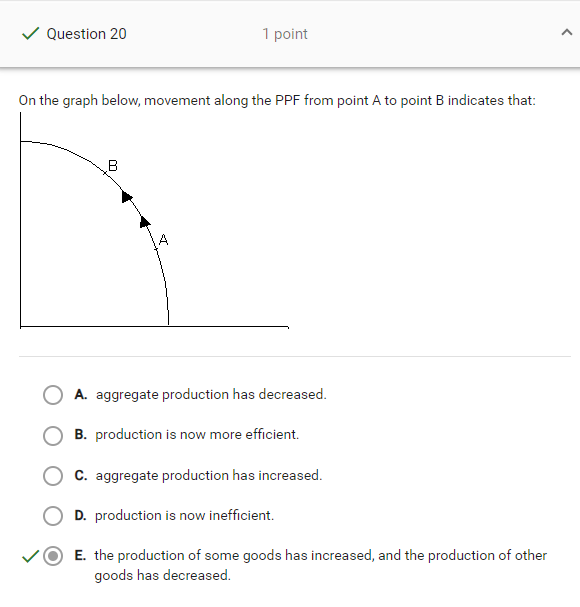 Question 20 1 point
On the graph below, movement along the PPF from point A to point B indicates that:
B
A
A. aggregate production has decreased.
B. production is now more efficient.
C. aggregate production has increased.
D. production is now inefficient.
E. the production of some goods has increased, and the production of other
goods has decreased.